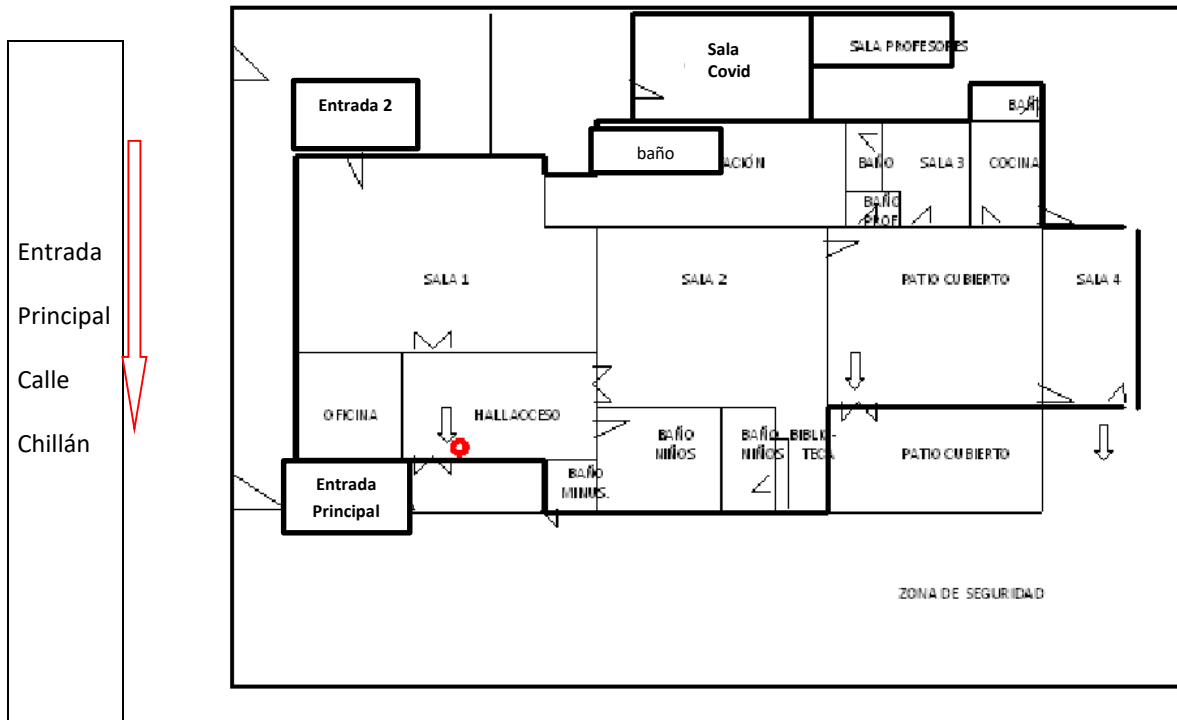 Sala
Covid
SALA PROFESORES
Entrada 2
BAÑO
baño
ACIÓN
BAÑO
SALA 3
COCINA
BAÑO
PROF
Entrada
Principal
Calle
Chillán
SALA 1
SALA 2
PATIO CUBIERTO
SALA 4
OFICINA
HALL ACCESO
BAÑO
NIÑOS
BAÑO
NIÑOS
BIBLIO-
TECA
PATIO CUBIERTO
BAÑO
MINUS.
Entrada
Principal
ZONA DE SEGURIDAD